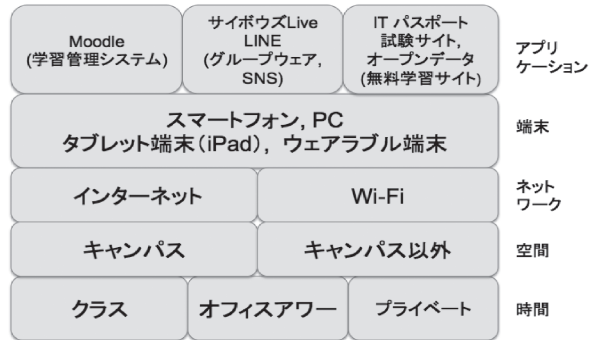 Moodle
(学習管理システム)
サイボウズLive
LINE
(グループウェア,
SNS)
IT パスポート
試験サイト,
オープンデータ
(無料学習サイト)
アプリ
ケーション
スマートフォン, PC
タブレット端末(iPad), ウェアラブル端末
端末
インターネット
Wi-Fi
ネット
ワーク
キャンパス
キャンパス以外
空間
クラス
オフィスアワー
プライベート
時間